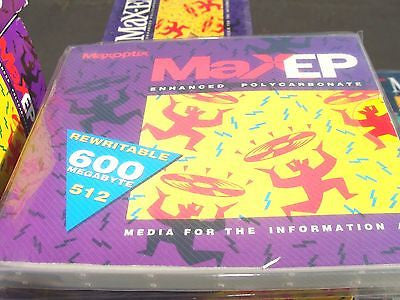 Maxoptix
MaxEP
ENHANCED POLYCARBONATE
REWRITABLE
600
MEGABYTE
512
MEDIA FOR THE INFORMATION A